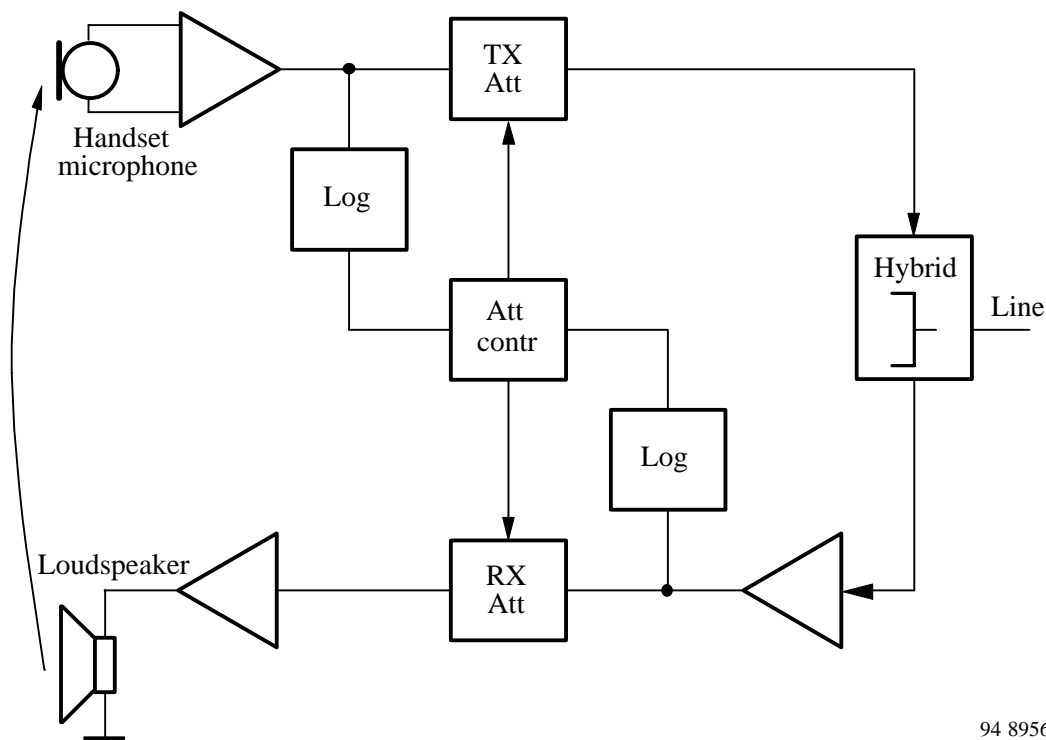 TX
Att
Handset
microphone
Log
Hybrid
Att
contr
Line
Log
Loudspeaker
RX
Att
94 8956